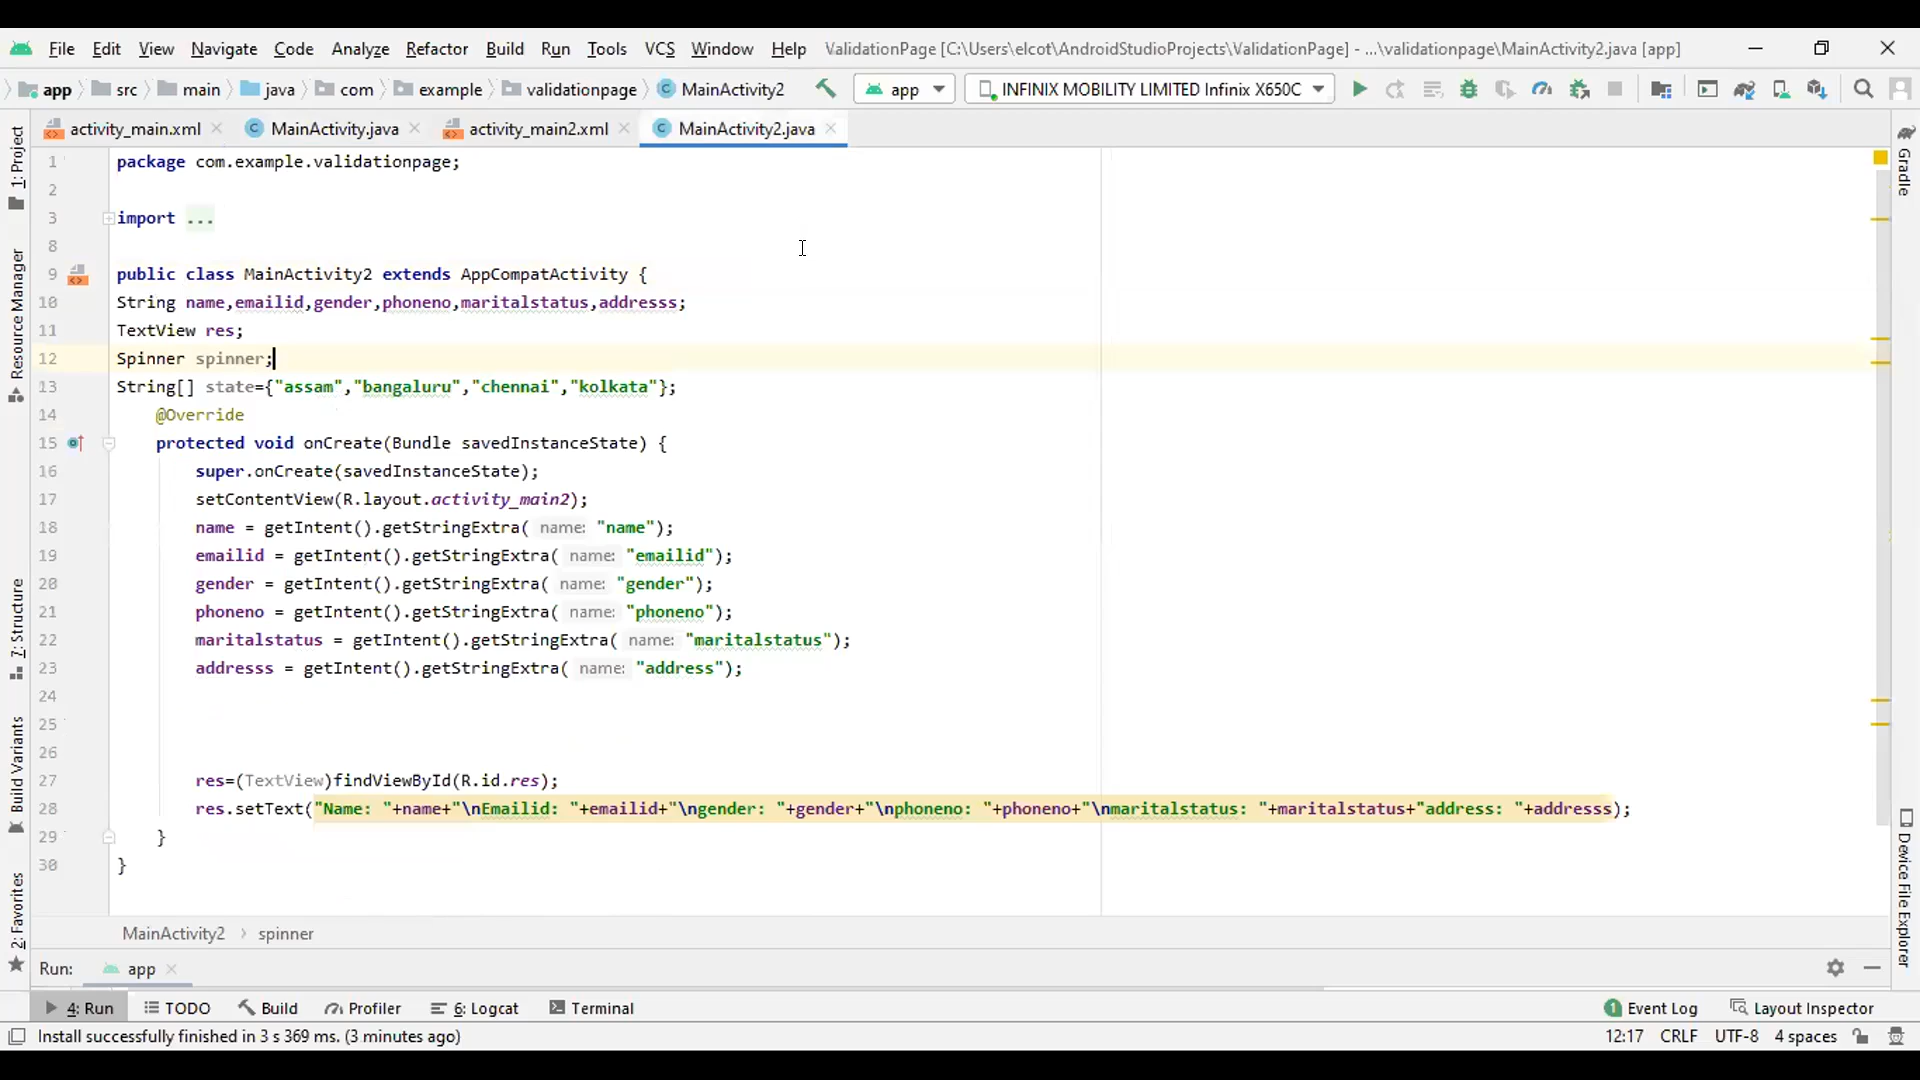 File Edit View Navigate Code Analyze Refactor Build Run Tools VCS Window Help ValidationPage [C:\Users\elcot\AndroidStudioProjects\ValidationPage] - ...\validationpage\MainActivity2.java [app]
app src main java com example validationpage MainActivity2 app INFINIX MOBILITY LIMITED Infinix X650C
activity_main.xml MainActivity.java activity_main2.xml MainActivity2.java
1: Project
Resource Manager
7: Structure
Build Variants
2: Favorites
1 package com.example.validationpage;
2
3 import ...
8
9 public class MainActivity2 extends AppCompatActivity {
10 String name,emailid,gender,phoneno,maritalstatus,addresss;
11 TextView res;
12 Spinner spinner;
13 String[] state={"assam","bangaluru","chennai","kolkata"};
14 @Override
15 protected void onCreate(Bundle savedInstanceState) {
16 super.onCreate(savedInstanceState);
17 setContentView(R.layout.activity_main2);
18 name = getIntent().getStringExtra( name: "name");
19 emailid = getIntent().getStringExtra( name: "emailid");
20 gender = getIntent().getStringExtra( name: "gender");
21 phoneno = getIntent().getStringExtra( name: "phoneno");
22 maritalstatus = getIntent().getStringExtra( name: "maritalstatus");
23 addresss = getIntent().getStringExtra( name: "address");
24
25
26
27 res=(TextView)findViewById(R.id.res);
28 res.setText("Name: "+name+"\nEmailid: "+emailid+"\ngender: "+gender+"\nphoneno: "+phoneno+"\nmaritalstatus: "+maritalstatus+"address: "+addresss);
29 }
30 }
Gradle
Device File Explorer
MainActivity2 › spinner
Run: app
4: Run TODO Build Profiler 6: Logcat Terminal 1 Event Log Layout Inspector
Install successfully finished in 3 s 369 ms. (3 minutes ago) 12:17 CRLF UTF-8 4 spaces